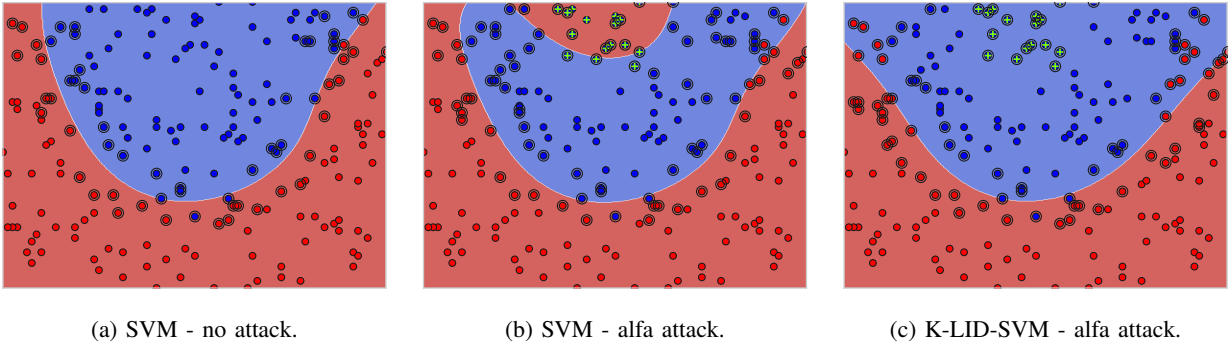 (a) SVM - no attack.
(b) SVM - alfa attack.
(c) K-LID-SVM - alfa attack.